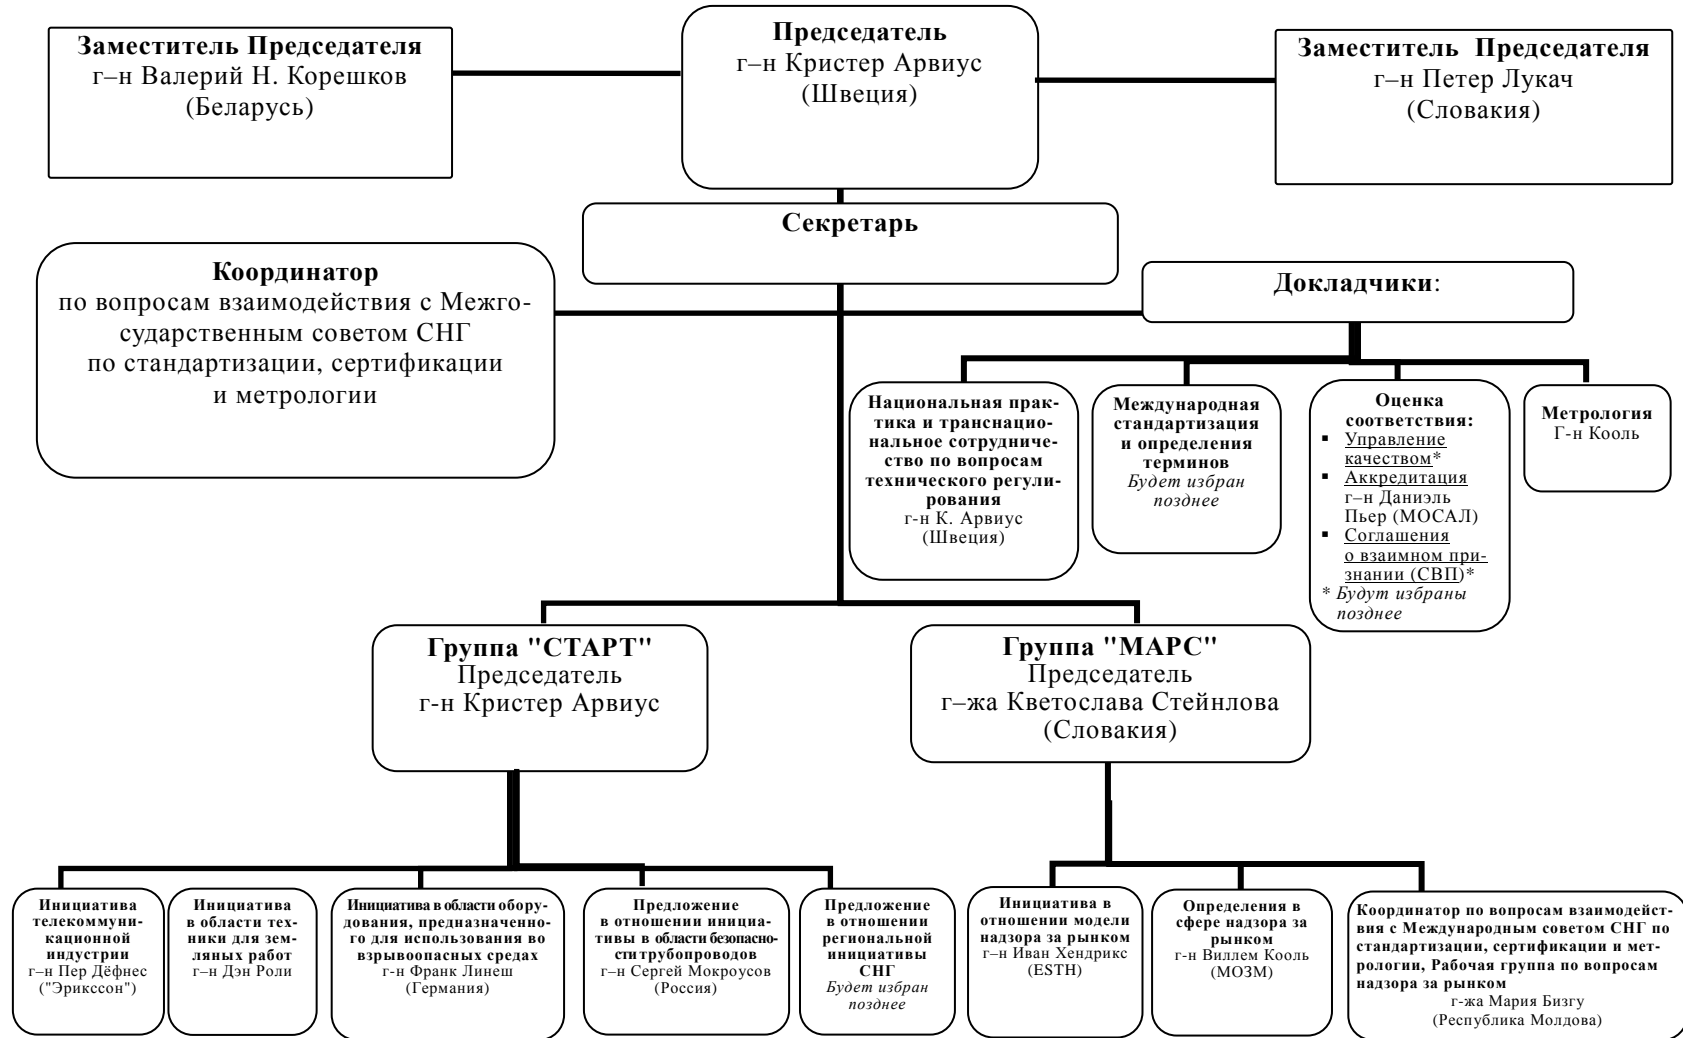 Заместитель Председателя
г–н Валерий Н. Корешков
(Беларусь)
Председатель
г–н Кристер Арвиус
(Швеция)
Заместитель Председателя
г–н Петер Лукач
(Словакия)
Секретарь
Координатор
по вопросам взаимодействия с Межго-
сударственным советом СНГ
по стандартизации, сертификации
и метрологии
Докладчики:
Национальная прак-
тика и транснацио-
нальное сотрудниче-
ство по вопросам
технического регули-
рования
г-н К. Арвиус
(Швеция)
Международная
стандартизация
и определения
терминов
Будет избран
позднее
Оценка
соответствия:
▪ Управление
качеством*
▪ Аккредитация
г–н Даниэль
Пьер (МОСАЛ)
▪ Соглашения
о взаимном при-
знании (СВП)*
* Будут избраны
позднее
Метрология
Г-н Кооль
Группа "СТАРТ"
Председатель
г-н Кристер Арвиус
Группа "МАРС"
Председатель
г–жа Кветослава Стейнлова
(Словакия)
Инициатива
телекоммуни-
кационной
индустрии
г–н Пер Дёфнес
("Эрикссон")
Инициатива
в области тех-
ники для зем-
ляных работ
г–н Дэн Роли
Инициатива в области обору-
дования, предназначенно-
го для использования во
взрывоопасных средах
г-н Франк Линеш
(Германия)
Предложение
в отношении инициа-
тивы в области безопасно-
сти трубопроводов
г–н Сергей Мокроусов
(Россия)
Предложение
в отношении
региональной
инициативы
СНГ
Будет избран
позднее
Инициатива в
отношении модели
надзора за рынком
г–н Иван Хендрикс
(ESTH)
Определения в
сфере надзора за
рынком
г-н Виллем Кооль
(МОЗМ)
Координатор по вопросам взаимодейст-
вия с Международным советом СНГ по
стандартизации, сертификации и мет-
рологии, Рабочая группа по вопросам
надзора за рынком
г-жа Мария Бизгу
(Республика Молдова)